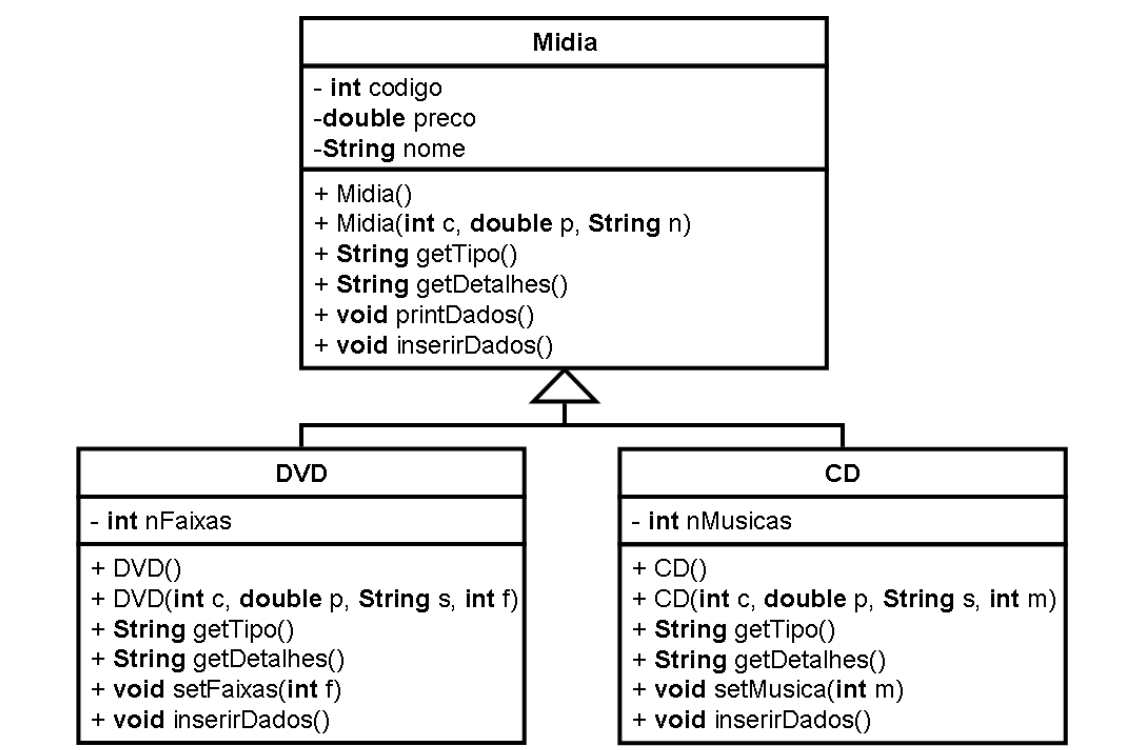 Midia
- int codigo
-double preco
-String nome
+ Midia()
+ Midia(int c, double p, String n)
+ String getTipo()
+ String getDetalhes()
+ void printDados()
+ void inserirDados()
DVD
- int nFaixas
+ DVD()
+ DVD(int c, double p, String s, int f)
+ String getTipo()
+ String getDetalhes()
+ void setFaixas(int f)
+ void inserirDados()
CD
- int nMusicas
+ CD()
+ CD(int c, double p, String s, int m)
+ String getTipo()
+ String getDetalhes()
+ void setMusica(int m)
+ void inserirDados()